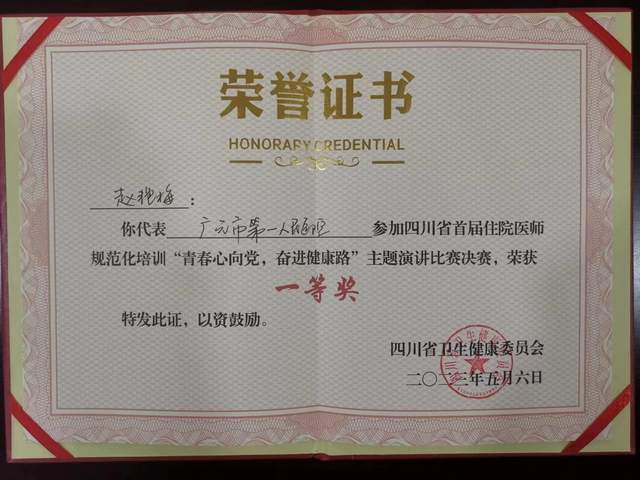 荣誉证书
HONORARY CREDENTIAL
赵艳梅：
你代表 广元市第一人民医院 参加四川省首届住院医师
规范化培训“青春心向党，奋进健康路”主题演讲比赛决赛，荣获
一等奖
特发此证，以资鼓励。
四川省卫生健康委员会
二〇二三年五月六日